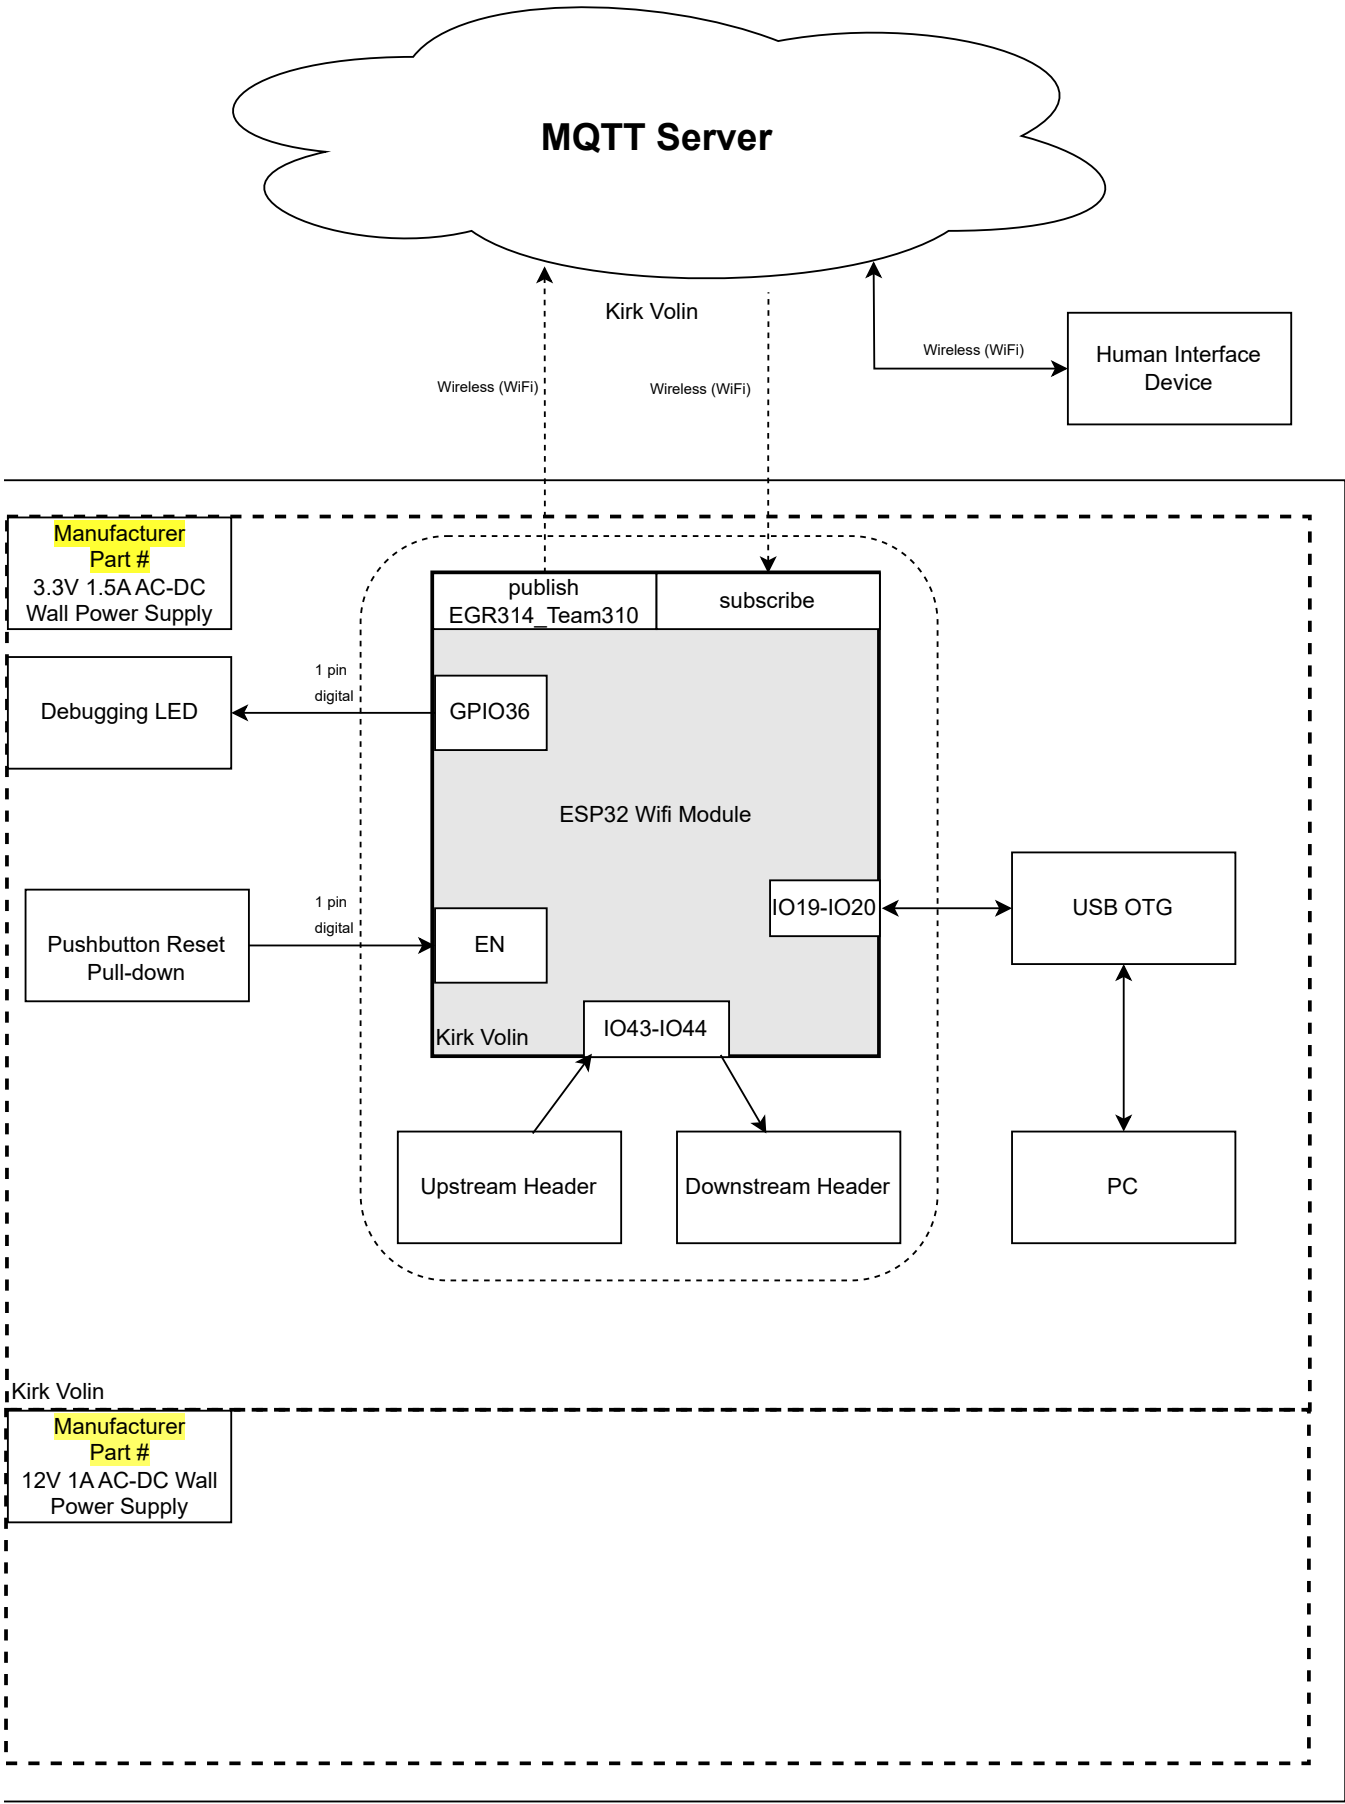 MQTT Server
Kirk Volin
Wireless (WiFi)
Human Interface
Device
Wireless (WiFi)
Wireless (WiFi)
Manufacturer
Part #
3.3V 1.5A AC-DC
Wall Power Supply
publish
EGR314_Team310
subscribe
1 pin
digital
Debugging LED
GPIO36
ESP32 Wifi Module
1 pin
digital
IO19-IO20
USB OTG
Pushbutton Reset
Pull-down
EN
Kirk Volin
IO43-IO44
Upstream Header
Downstream Header
PC
Kirk Volin
Manufacturer
Part #
12V 1A AC-DC Wall
Power Supply